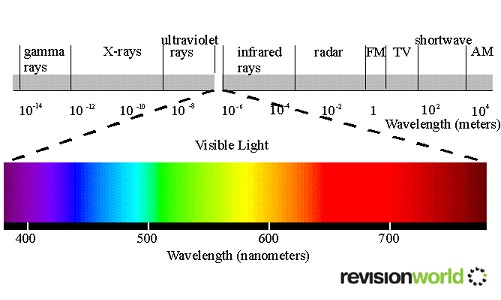 ultraviolet shortwave
gamma X-rays rays infrared radar FM TV AM
rays rays
10-14 10-12 10-10 10-8 10-6 10-4 10-2 1 102 104
Wavelength (meters)
Visible Light
400 500 600 700
Wavelength (nanometers)
revisionworld